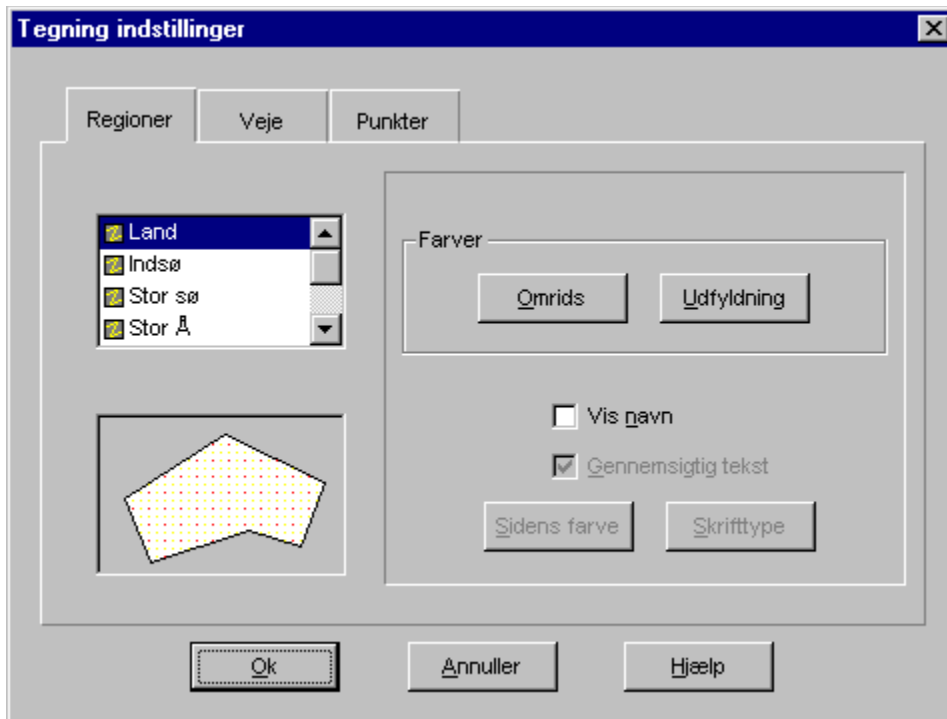 Tegning indstillinger
Regioner Veje Punkter
Land
Indsø
Stor sø
Stor Å
Farver
Omrids Udfyldning
Vis navn
Gennemsigtig tekst
Sidens farve Skrifttype
Ok Annuller Hjælp